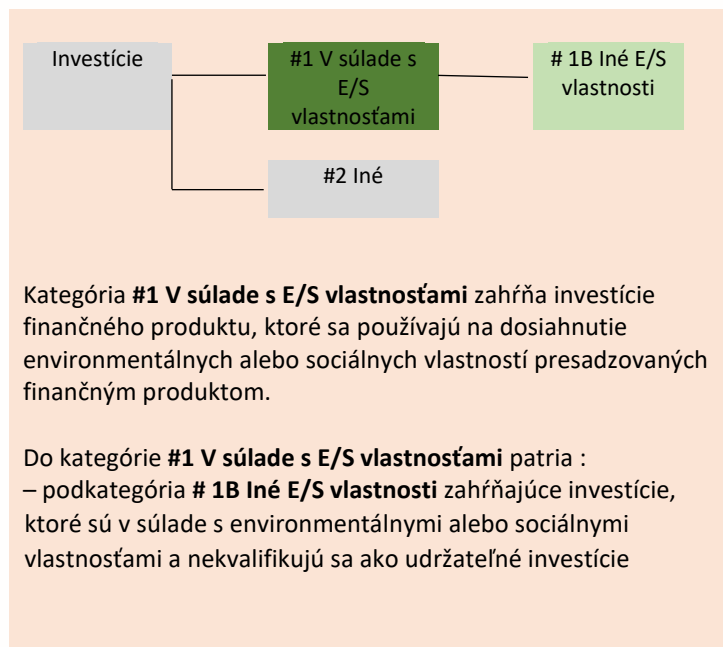 Investície
#1 V súlade s
E/S
vlastnosťami
# 1B Iné E/S
vlastnosti
#2 Iné
Kategória #1 V súlade s E/S vlastnosťami zahŕňa investície
finančného produktu, ktoré sa používajú na dosiahnutie
environmentálnych alebo sociálnych vlastností presadzovaných
finančným produktom.
Do kategórie #1 V súlade s E/S vlastnosťami patria :
– podkategória # 1B Iné E/S vlastnosti zahŕňajúce investície,
ktoré sú v súlade s environmentálnymi alebo sociálnymi
vlastnosťami a nekvalifikujú sa ako udržateľné investície